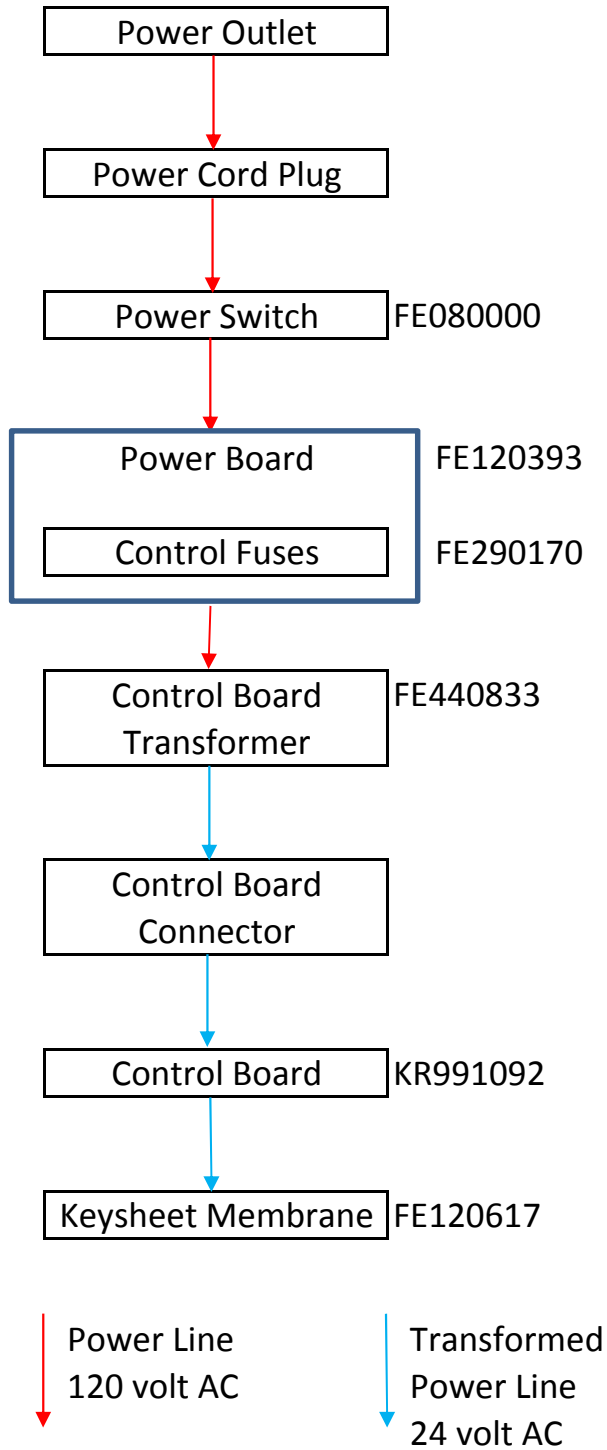 Power Outlet
Power Cord Plug
Power Switch FE080000
Power Board FE120393
Control Fuses FE290170
Control Board FE440833
Transformer
Control Board
Connector
Control Board KR991092
Keysheet Membrane FE120617
Power Line
120 volt AC
Transformed
Power Line
24 volt AC